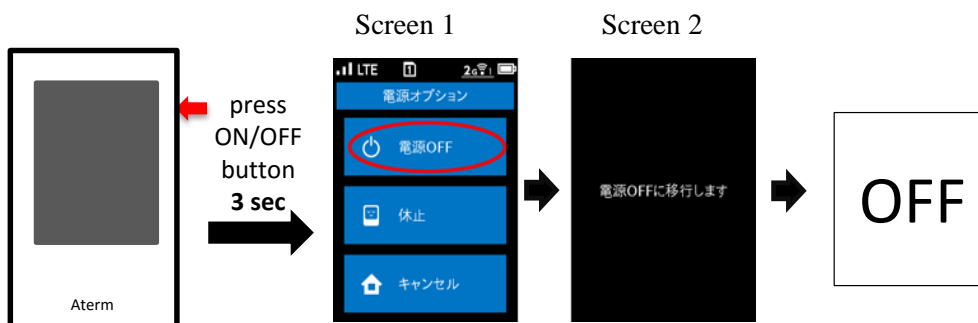 Screen 1
Screen 2
press
ON/OFF
button
3 sec
Aterm
LTE
1
2G 1
電源オプション
電源OFF
休止
キャンセル
電源OFFに移行します
OFF